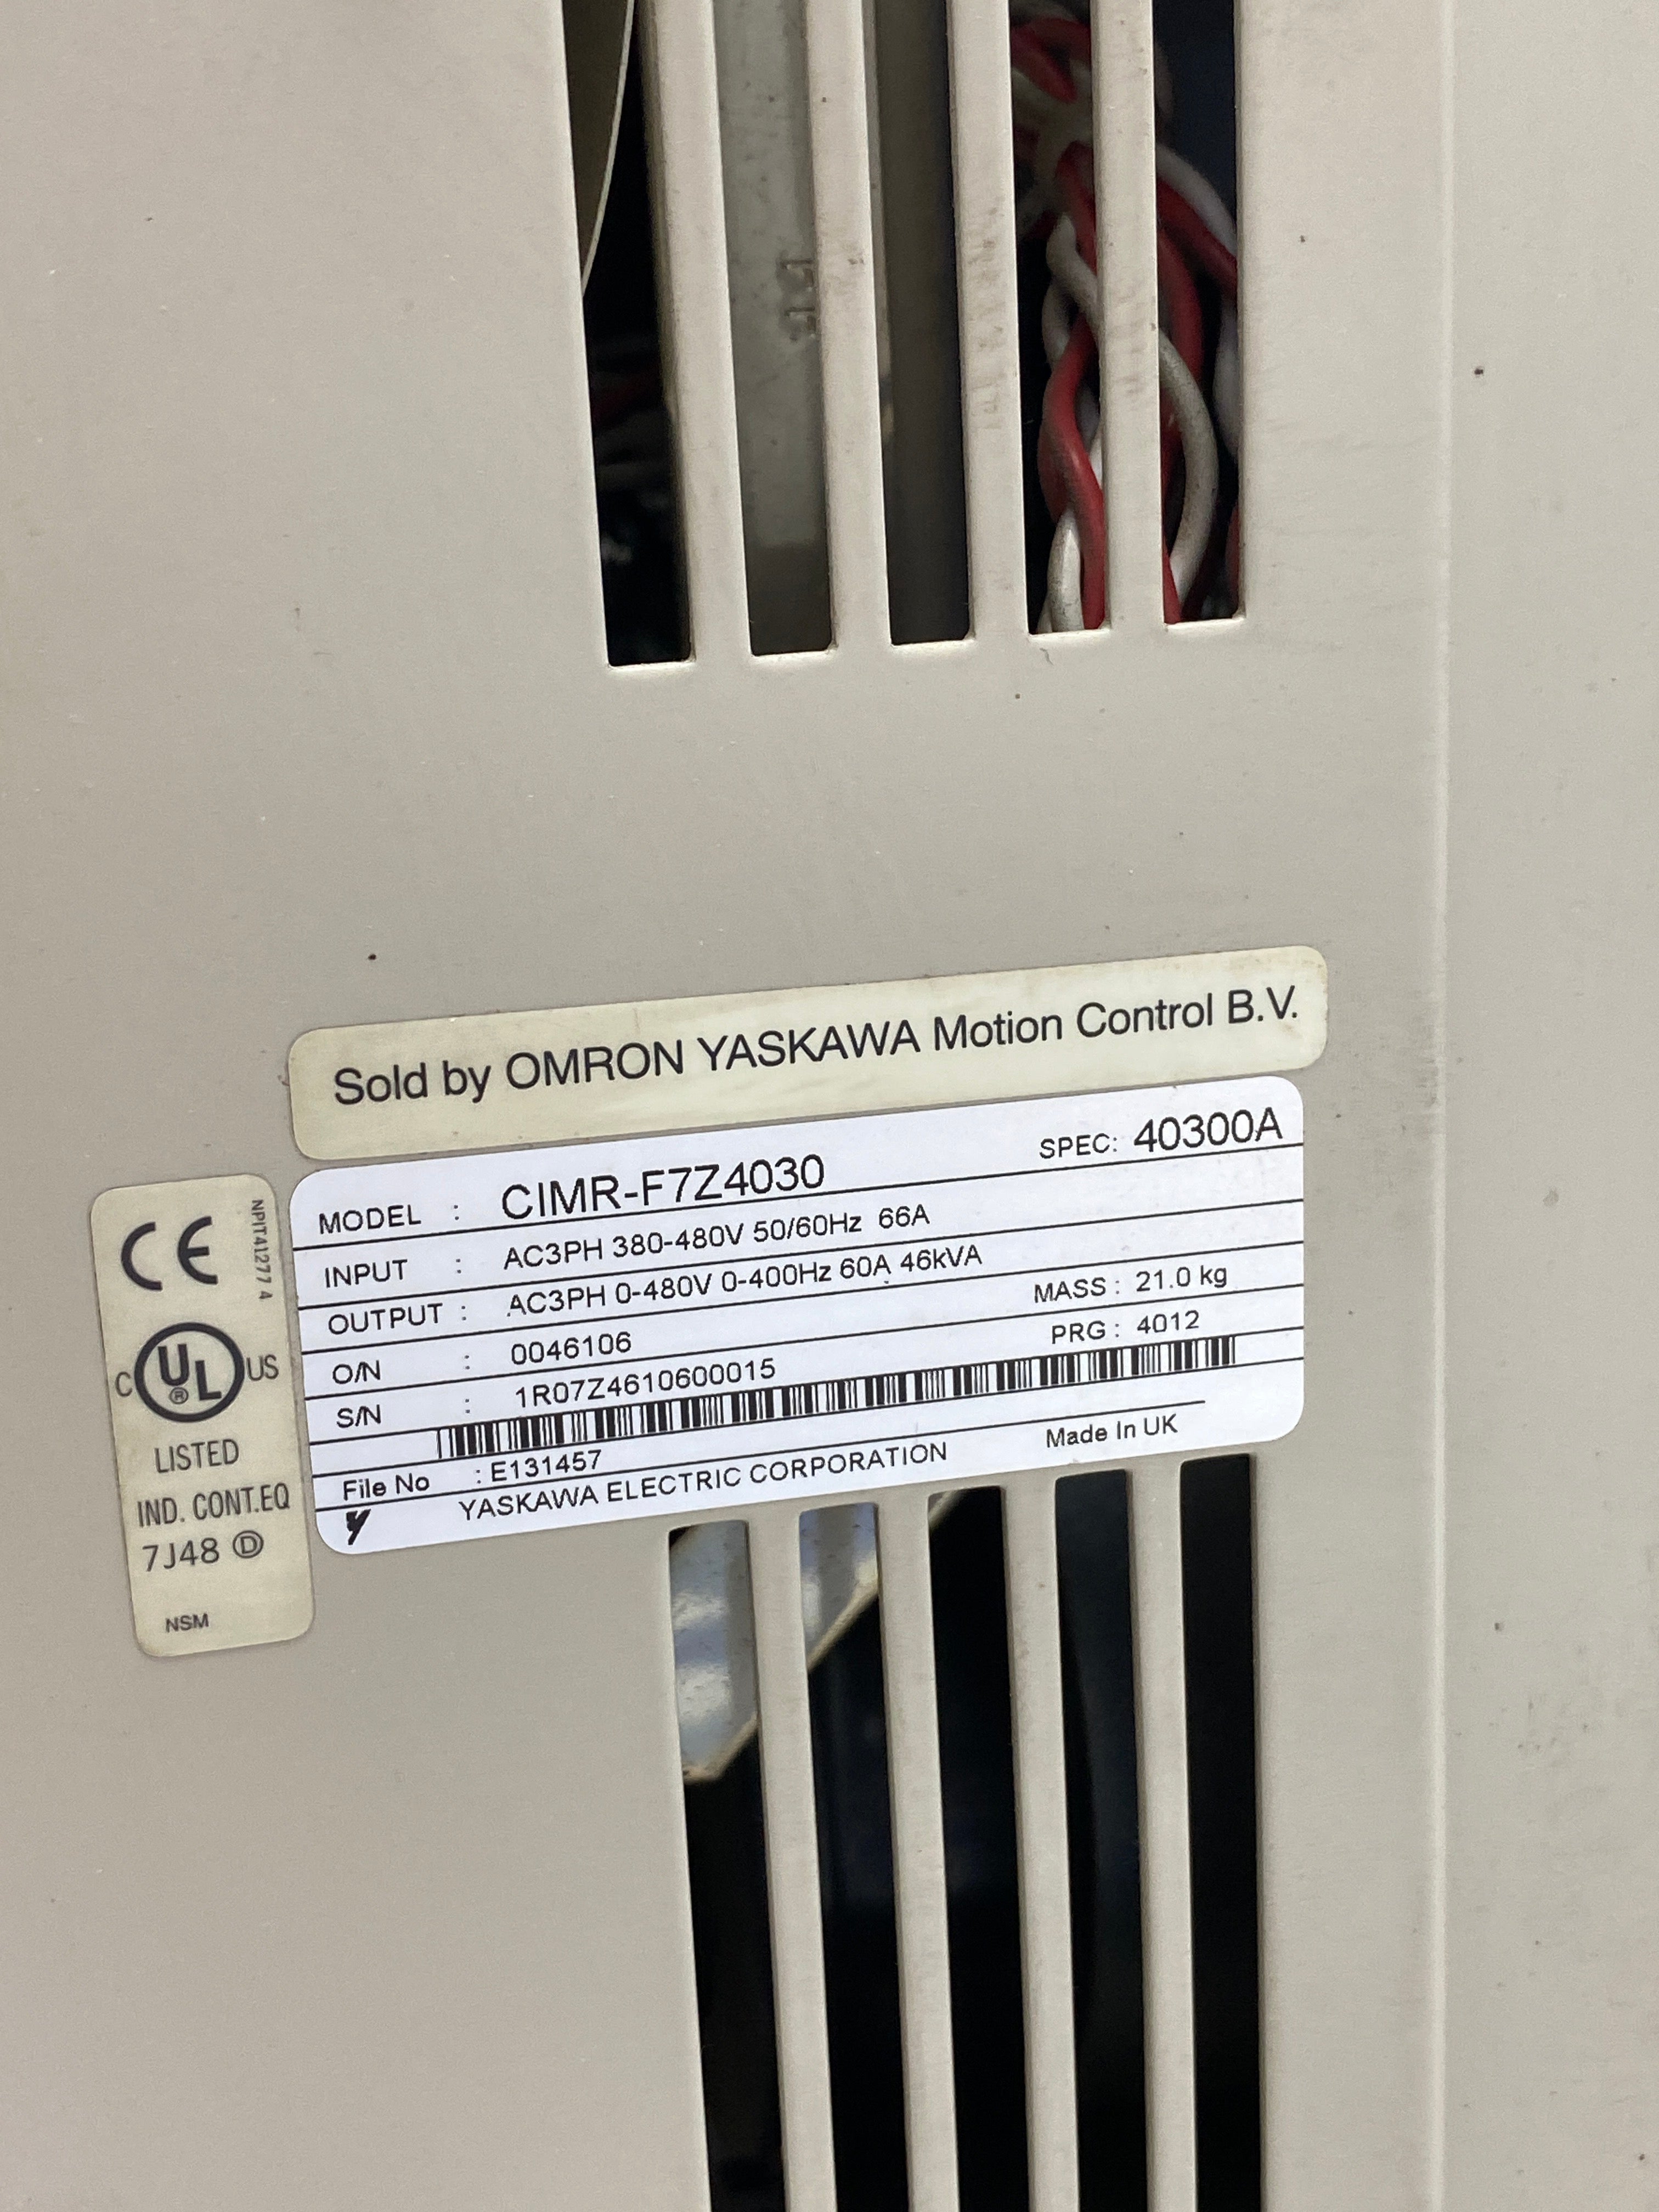 Sold by OMRON YASKAWA Motion Control B.V.
MODEL : CIMR-F7Z4030 SPEC: 40300A
INPUT : AC3PH 380-480V 50/60Hz 66A
OUTPUT : AC3PH 0-480V 0-400Hz 60A 46kVA
O/N : 0046106 MASS : 21.0 kg
S/N : 1R07Z4610600015 PRG : 4012
File No : E131457
YASKAWA ELECTRIC CORPORATION Made In UK
CE
NPIT41277 4
C UL ® US
LISTED
IND. CONT.EQ
7J48 Ⓓ
NSM